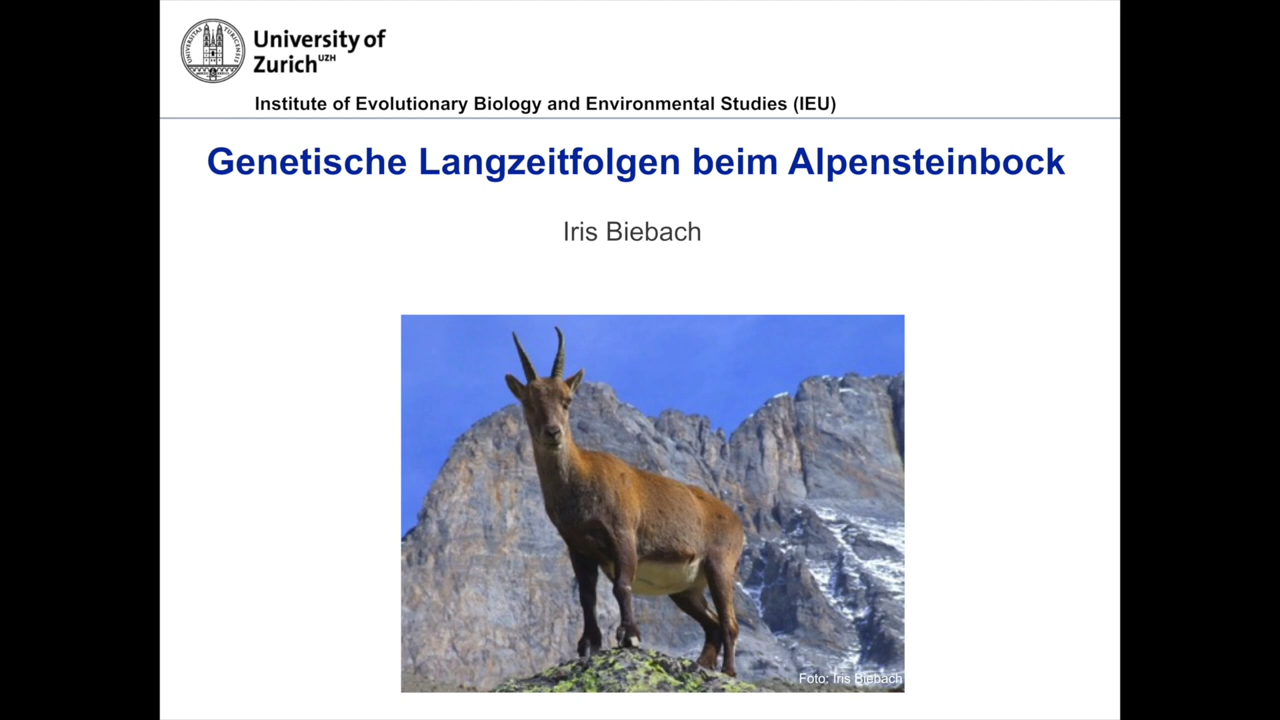 University of
Zurich UZH
Institute of Evolutionary Biology and Environmental Studies (IEU)
Genetische Langzeitfolgen beim Alpensteinbock
Iris Biebach
Foto: Iris Biebach